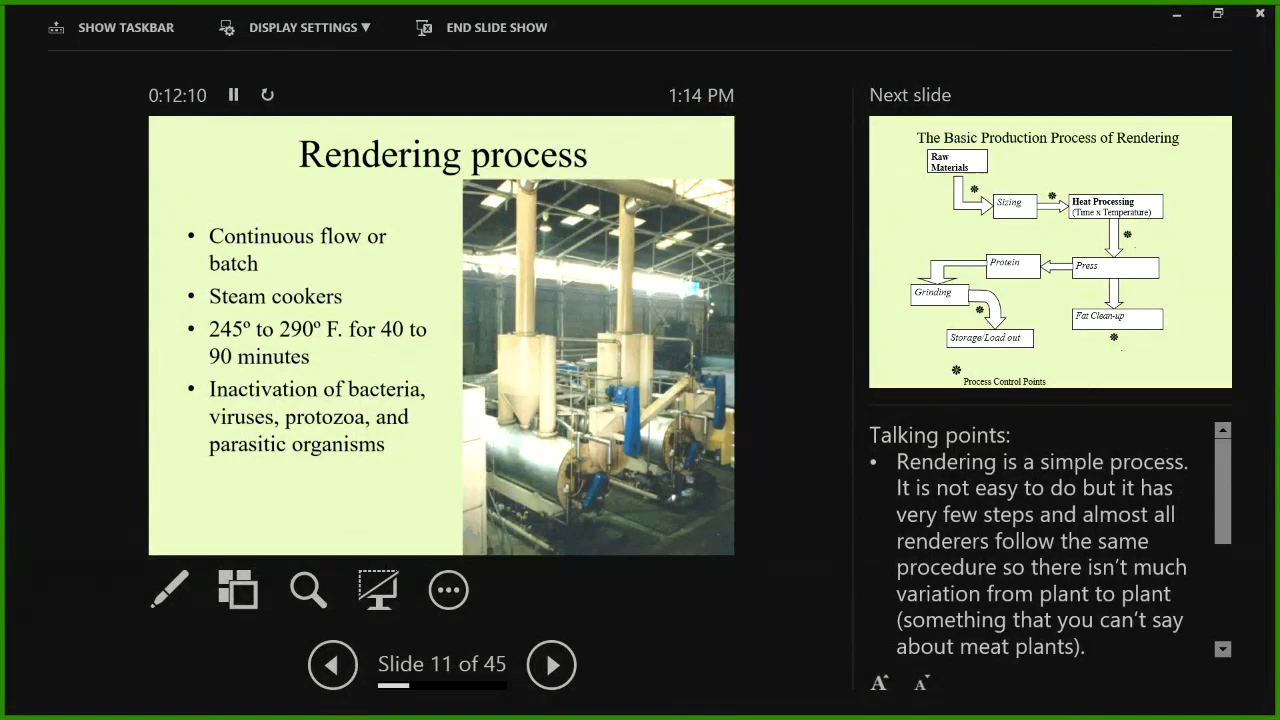 SHOW TASKBAR
DISPLAY SETTINGS ▼
END SLIDE SHOW
0:12:10
1:14 PM
Rendering process
• Continuous flow or
batch
• Steam cookers
• 245º to 290º F. for 40 to
90 minutes
• Inactivation of bacteria,
viruses, protozoa, and
parasitic organisms
Slide 11 of 45
Next slide
The Basic Production Process of Rendering
Raw
Materials
Sizing
Heat Processing
(Time x Temperature)
Protein
Press
Grinding
Fat Clean-up
Storage/Load out
Process Control Points
Talking points:
• Rendering is a simple process.
It is not easy to do but it has
very few steps and almost all
renderers follow the same
procedure so there isn't much
variation from plant to plant
(something that you can't say
about meat plants).
A A